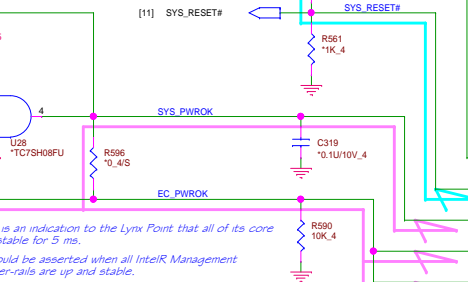 [11] SYS_RESET#
SYS_RESET#
R561
*1K_4
4
SYS_PWROK
U28
*TC7SH08FU
R596
*0_4/S
C319
*0.1U/10V_4
EC_PWROK
R590
10K_4
is an indication to the Lynx Point that all of its core
stable for 5 ms.
ould be asserted when all IntelR Management
er-rails are up and stable.